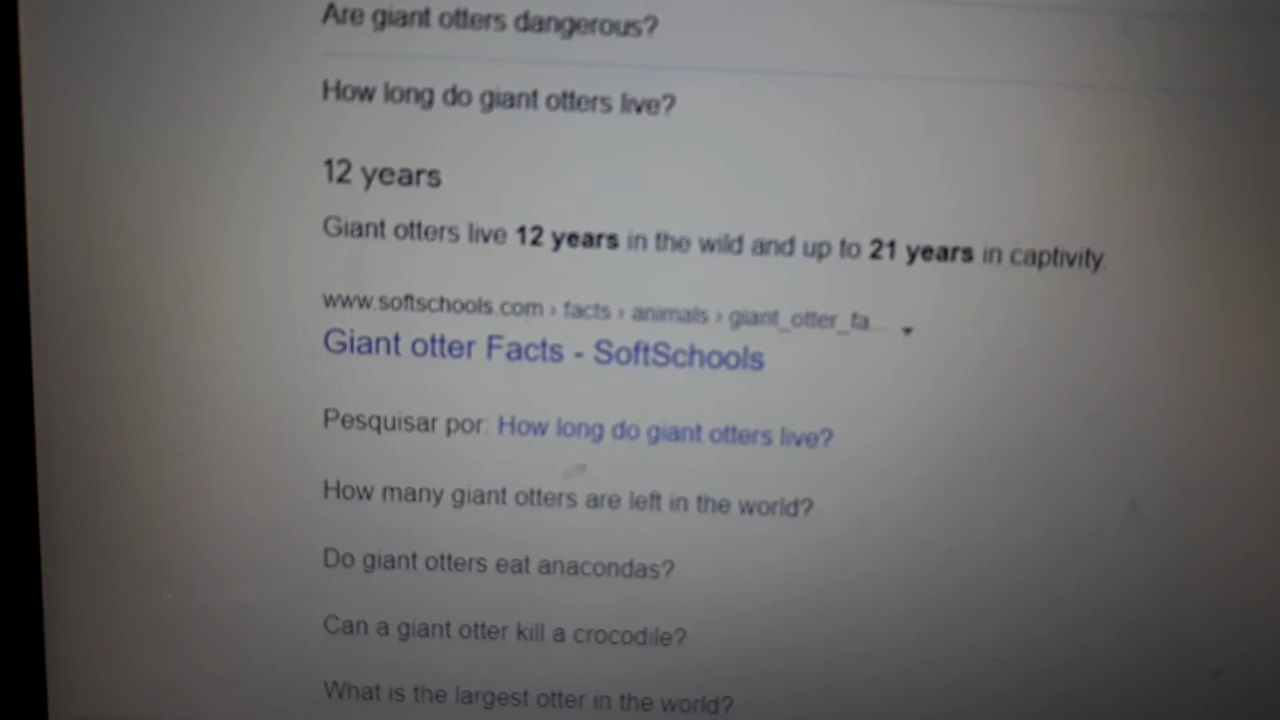 Are giant otters dangerous?
How long do giant otters live?
12 years
Giant otters live 12 years in the wild and up to 21 years in captivity.
www.softschools.com › facts › animals › giant_otter_fa...
Giant otter Facts - SoftSchools
Pesquisar por: How long do giant otters live?
How many giant otters are left in the world?
Do giant otters eat anacondas?
Can a giant otter kill a crocodile?
What is the largest otter in the world?